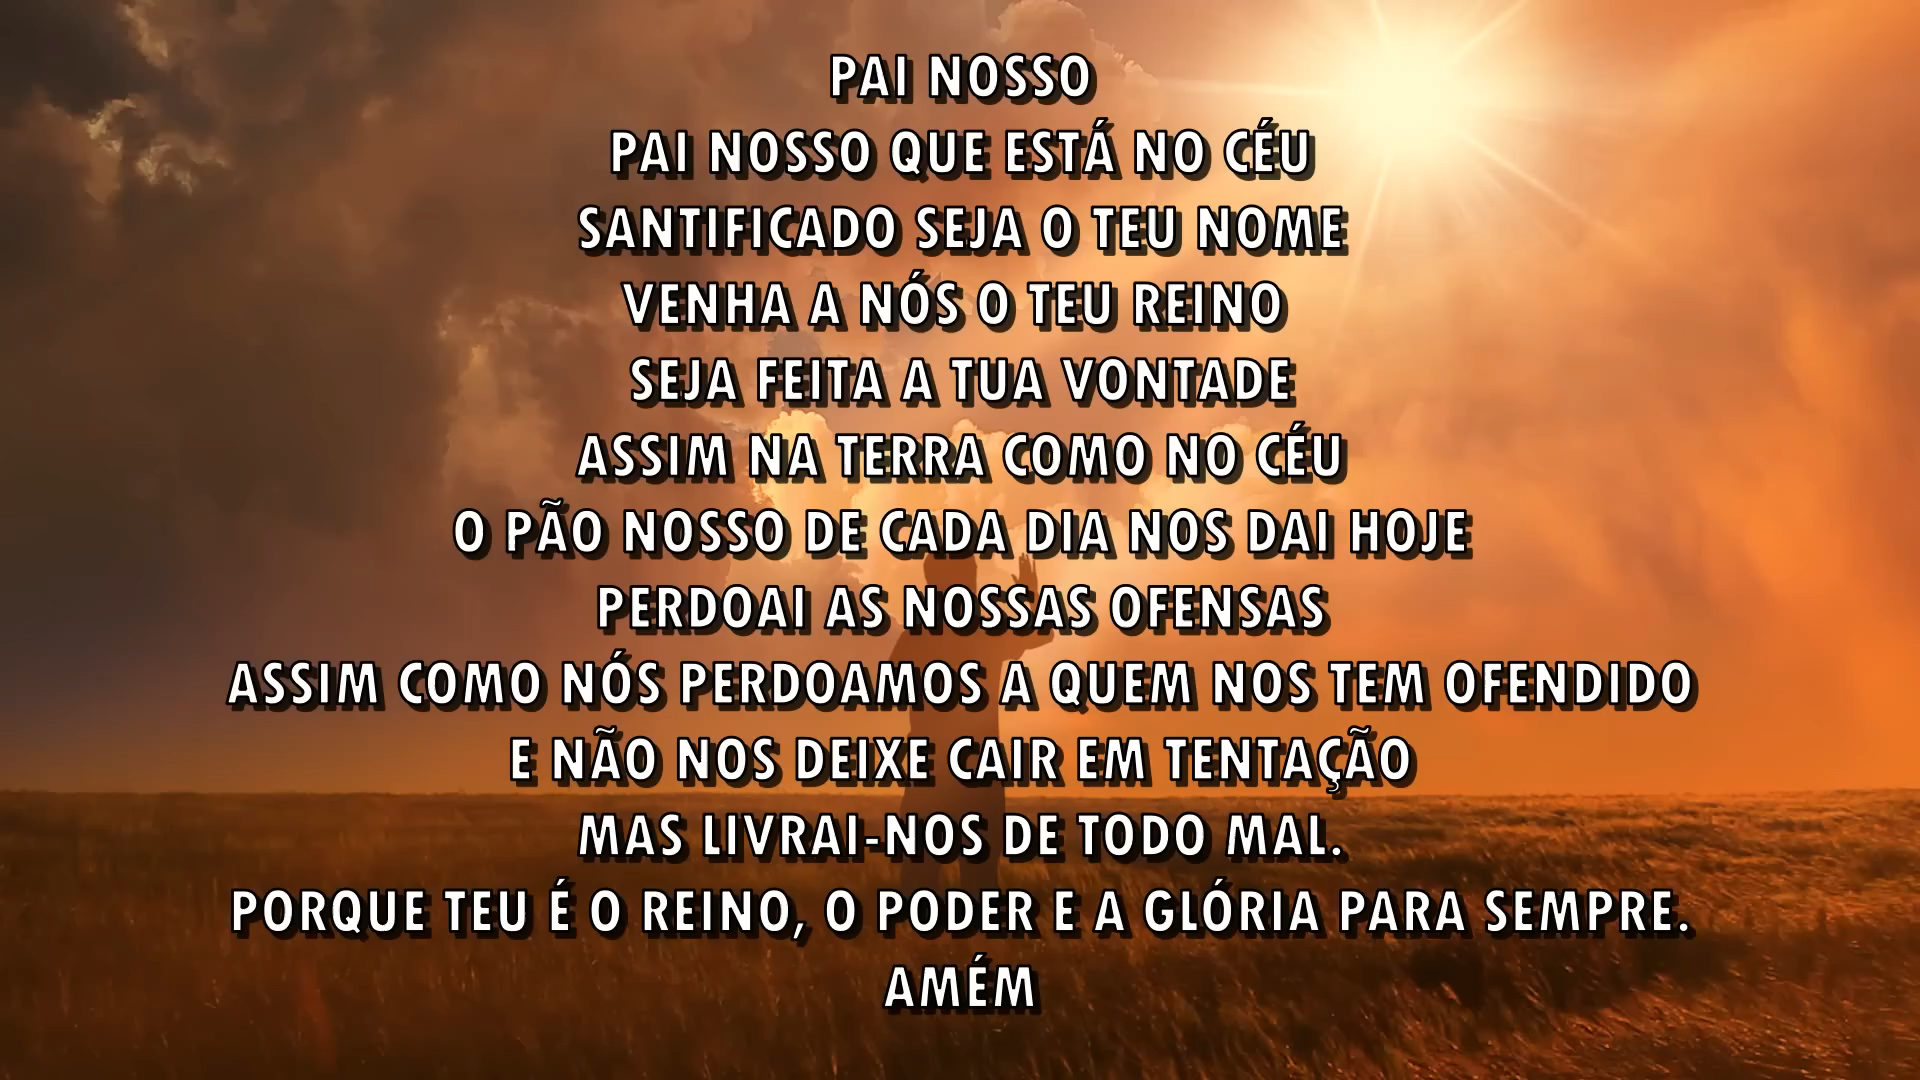 PAI NOSSO
PAI NOSSO QUE ESTÁ NO CÉU
SANTIFICADO SEJA O TEU NOME
VENHA A NÓS O TEU REINO
SEJA FEITA A TUA VONTADE
ASSIM NA TERRA COMO NO CÉU
O PÃO NOSSO DE CADA DIA NOS DAI HOJE
PERDOAI AS NOSSAS OFENSAS
ASSIM COMO NÓS PERDOAMOS A QUEM NOS TEM OFENDIDO
E NÃO NOS DEIXE CAIR EM TENTAÇÃO
MAS LIVRAI-NOS DE TODO MAL.
PORQUE TEU É O REINO, O PODER E A GLÓRIA PARA SEMPRE.
AMÉM